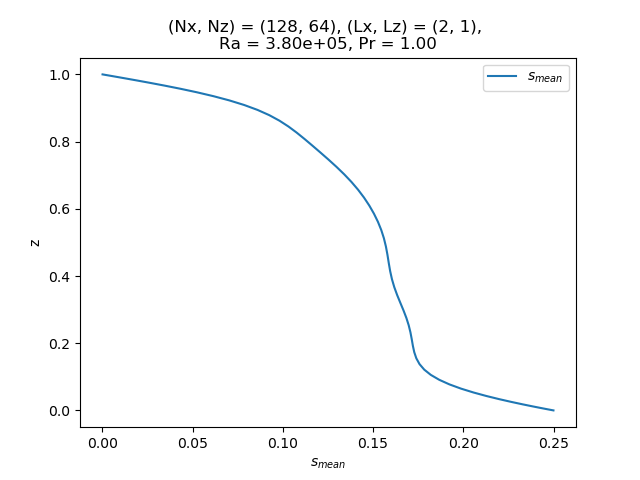 (Nx, Nz) = (128, 64), (Lx, Lz) = (2, 1),
Ra = 3.80e+05, Pr = 1.00
s_mean
1.0
0.8
0.6
0.4
0.2
0.0
z
0.00 0.05 0.10 0.15 0.20 0.25
s_mean